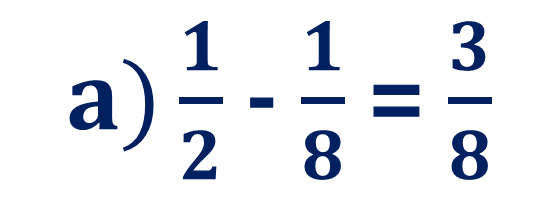 a) 1/2 - 1/8 = 3/8